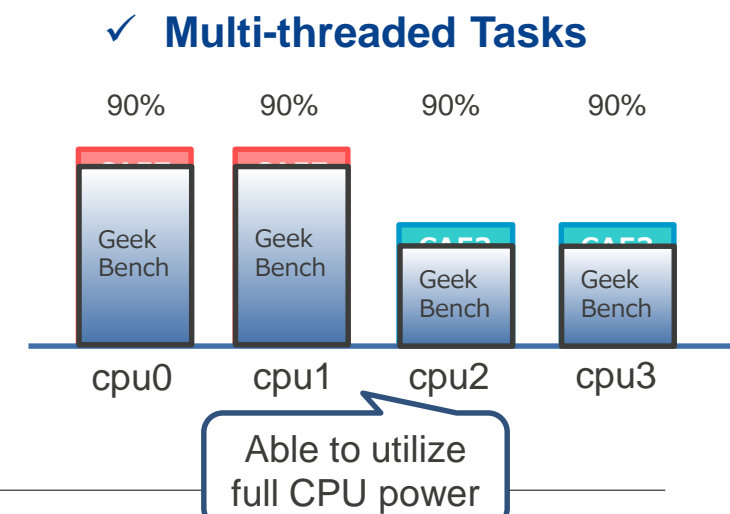 ✓ Multi-threaded Tasks
90% 90% 90% 90%
Geek Bench
Geek Bench
Geek Bench
Geek Bench
cpu0 cpu1 cpu2 cpu3
Able to utilize
full CPU power